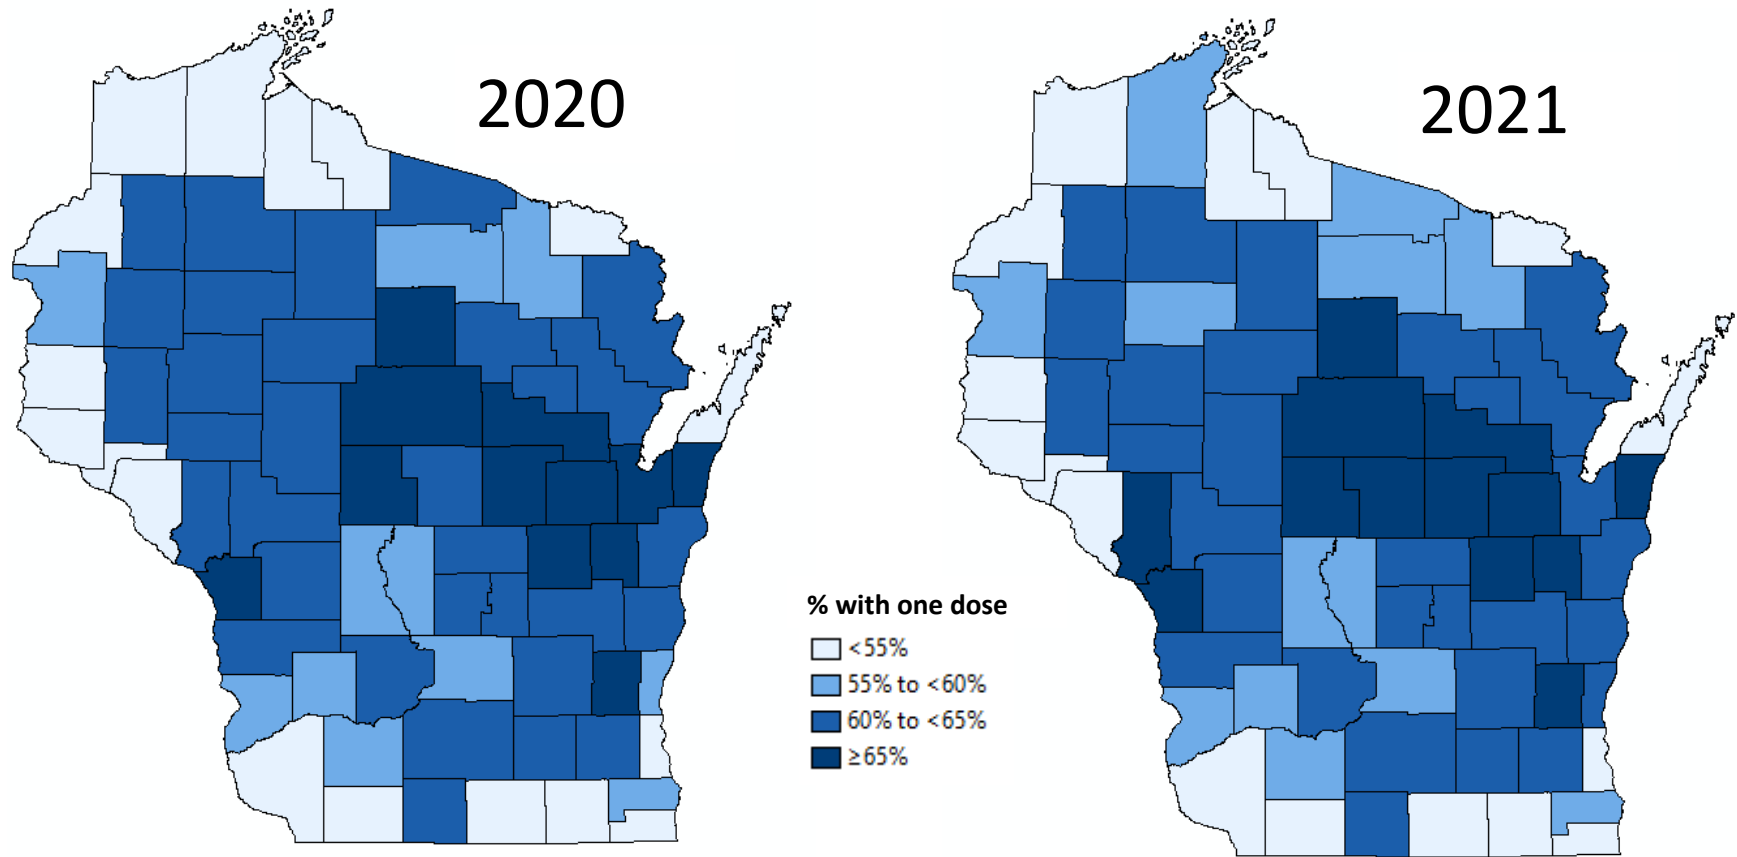 2020
2021
% with one dose
<55%
55% to <60%
60% to <65%
≥65%